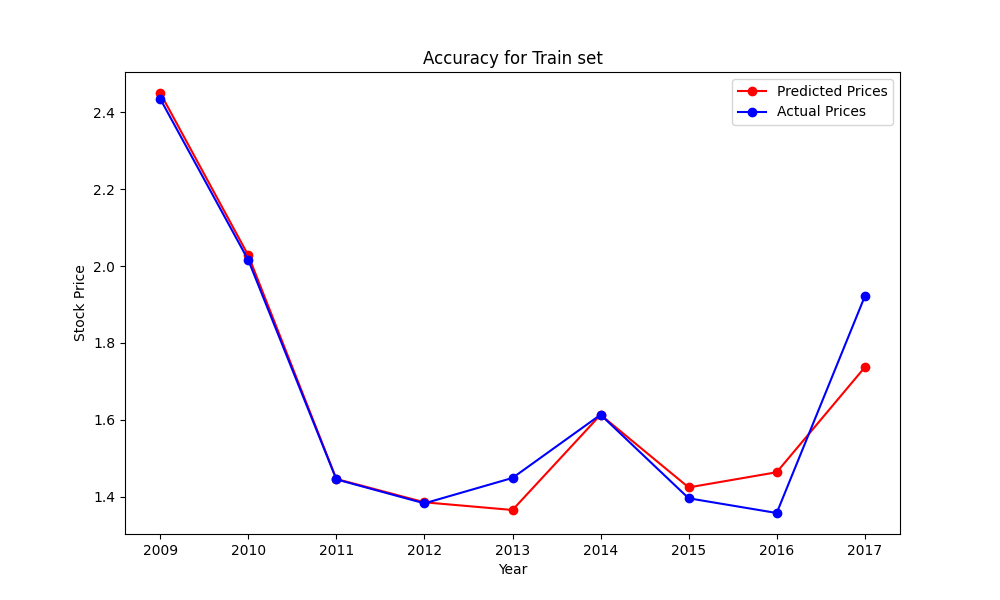 Accuracy for Train set
Predicted Prices
Actual Prices
2.4
2.2
2.0
1.8
1.6
1.4
Stock Price
2009 2010 2011 2012 2013 2014 2015 2016 2017
Year